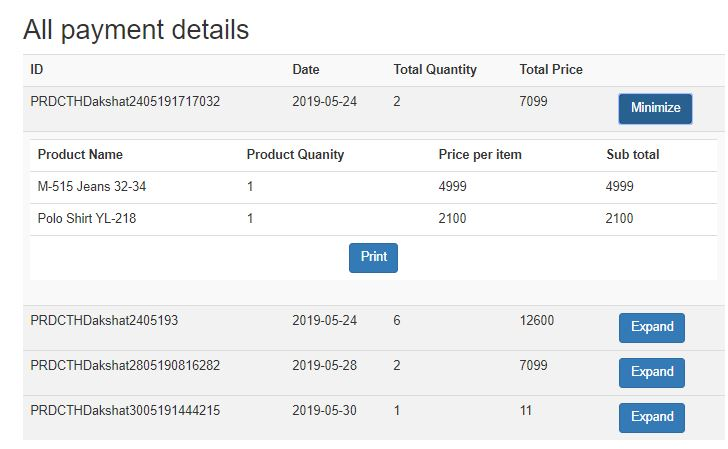 All payment details
ID Date Total Quantity Total Price
PRDCTHDakshat2405191717032 2019-05-24 2 7099 Minimize
Product Name Product Quanity Price per item Sub total
M-515 Jeans 32-34 1 4999 4999
Polo Shirt YL-218 1 2100 2100
Print
PRDCTHDakshat2405193 2019-05-24 6 12600 Expand
PRDCTHDakshat2805190816282 2019-05-28 2 7099 Expand
PRDCTHDakshat3005191444215 2019-05-30 1 11 Expand